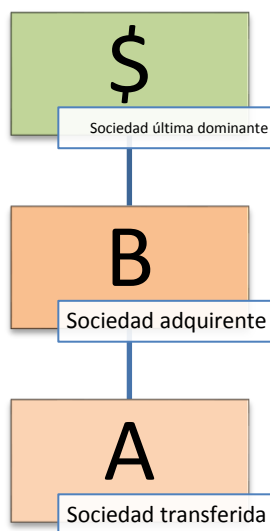 $
Sociedad última dominante
B
Sociedad adquirente
A
Sociedad transferida